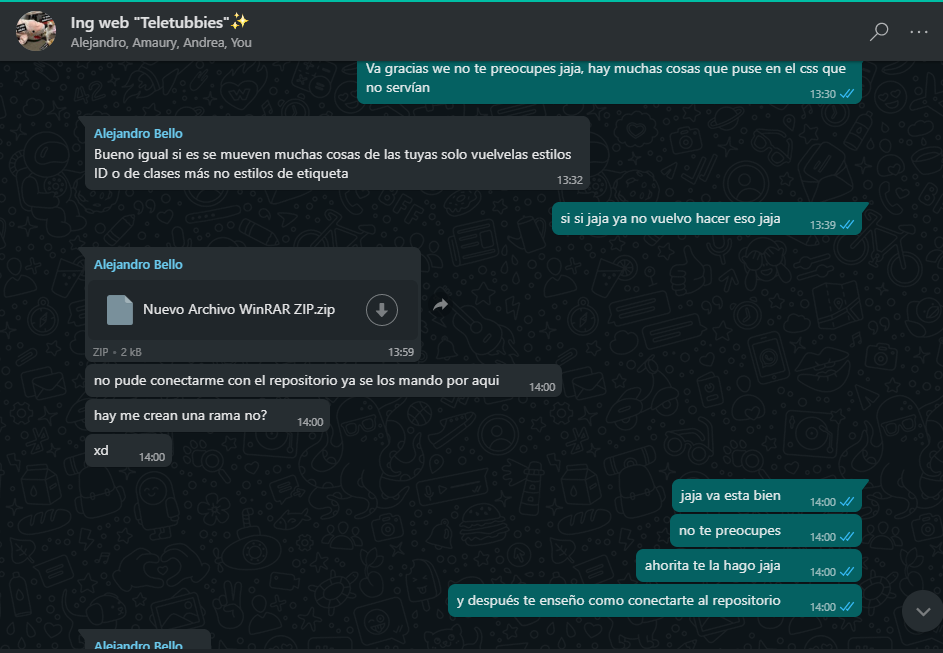 Ing web "Teletubbies"✨
Alejandro, Amaury, Andrea, You
Va gracias we no te preocupes jaja, hay muchas cosas que puse en el css que
no servían
13:30
Alejandro Bello
Bueno igual si es se mueven muchas cosas de las tuyas solo vuelvelas estilos
ID o de clases más no estilos de etiqueta
13:32
si si jaja ya no vuelvo hacer eso jaja
13:39
Alejandro Bello
Nuevo Archivo WinRAR ZIP.zip
ZIP • 2 kB
13:59
no pude conectarme con el repositorio ya se los mando por aqui
14:00
hay me crean una rama no?
14:00
xd
14:00
jaja va esta bien
14:00
no te preocupes
14:00
ahorita te la hago jaja
14:00
y después te enseño como conectarte al repositorio
14:00
Alejandro Bello